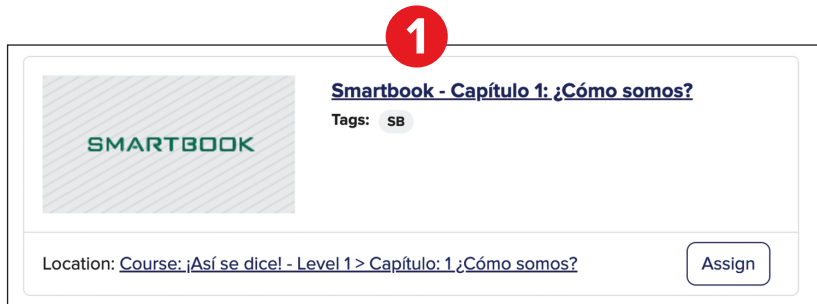 1
Smartbook - Capítulo 1: ¿Cómo somos?
Tags: SB
SMARTBOOK
Location: Course: ¡Así se dice! - Level 1 > Capítulo: 1 ¿Cómo somos?
Assign